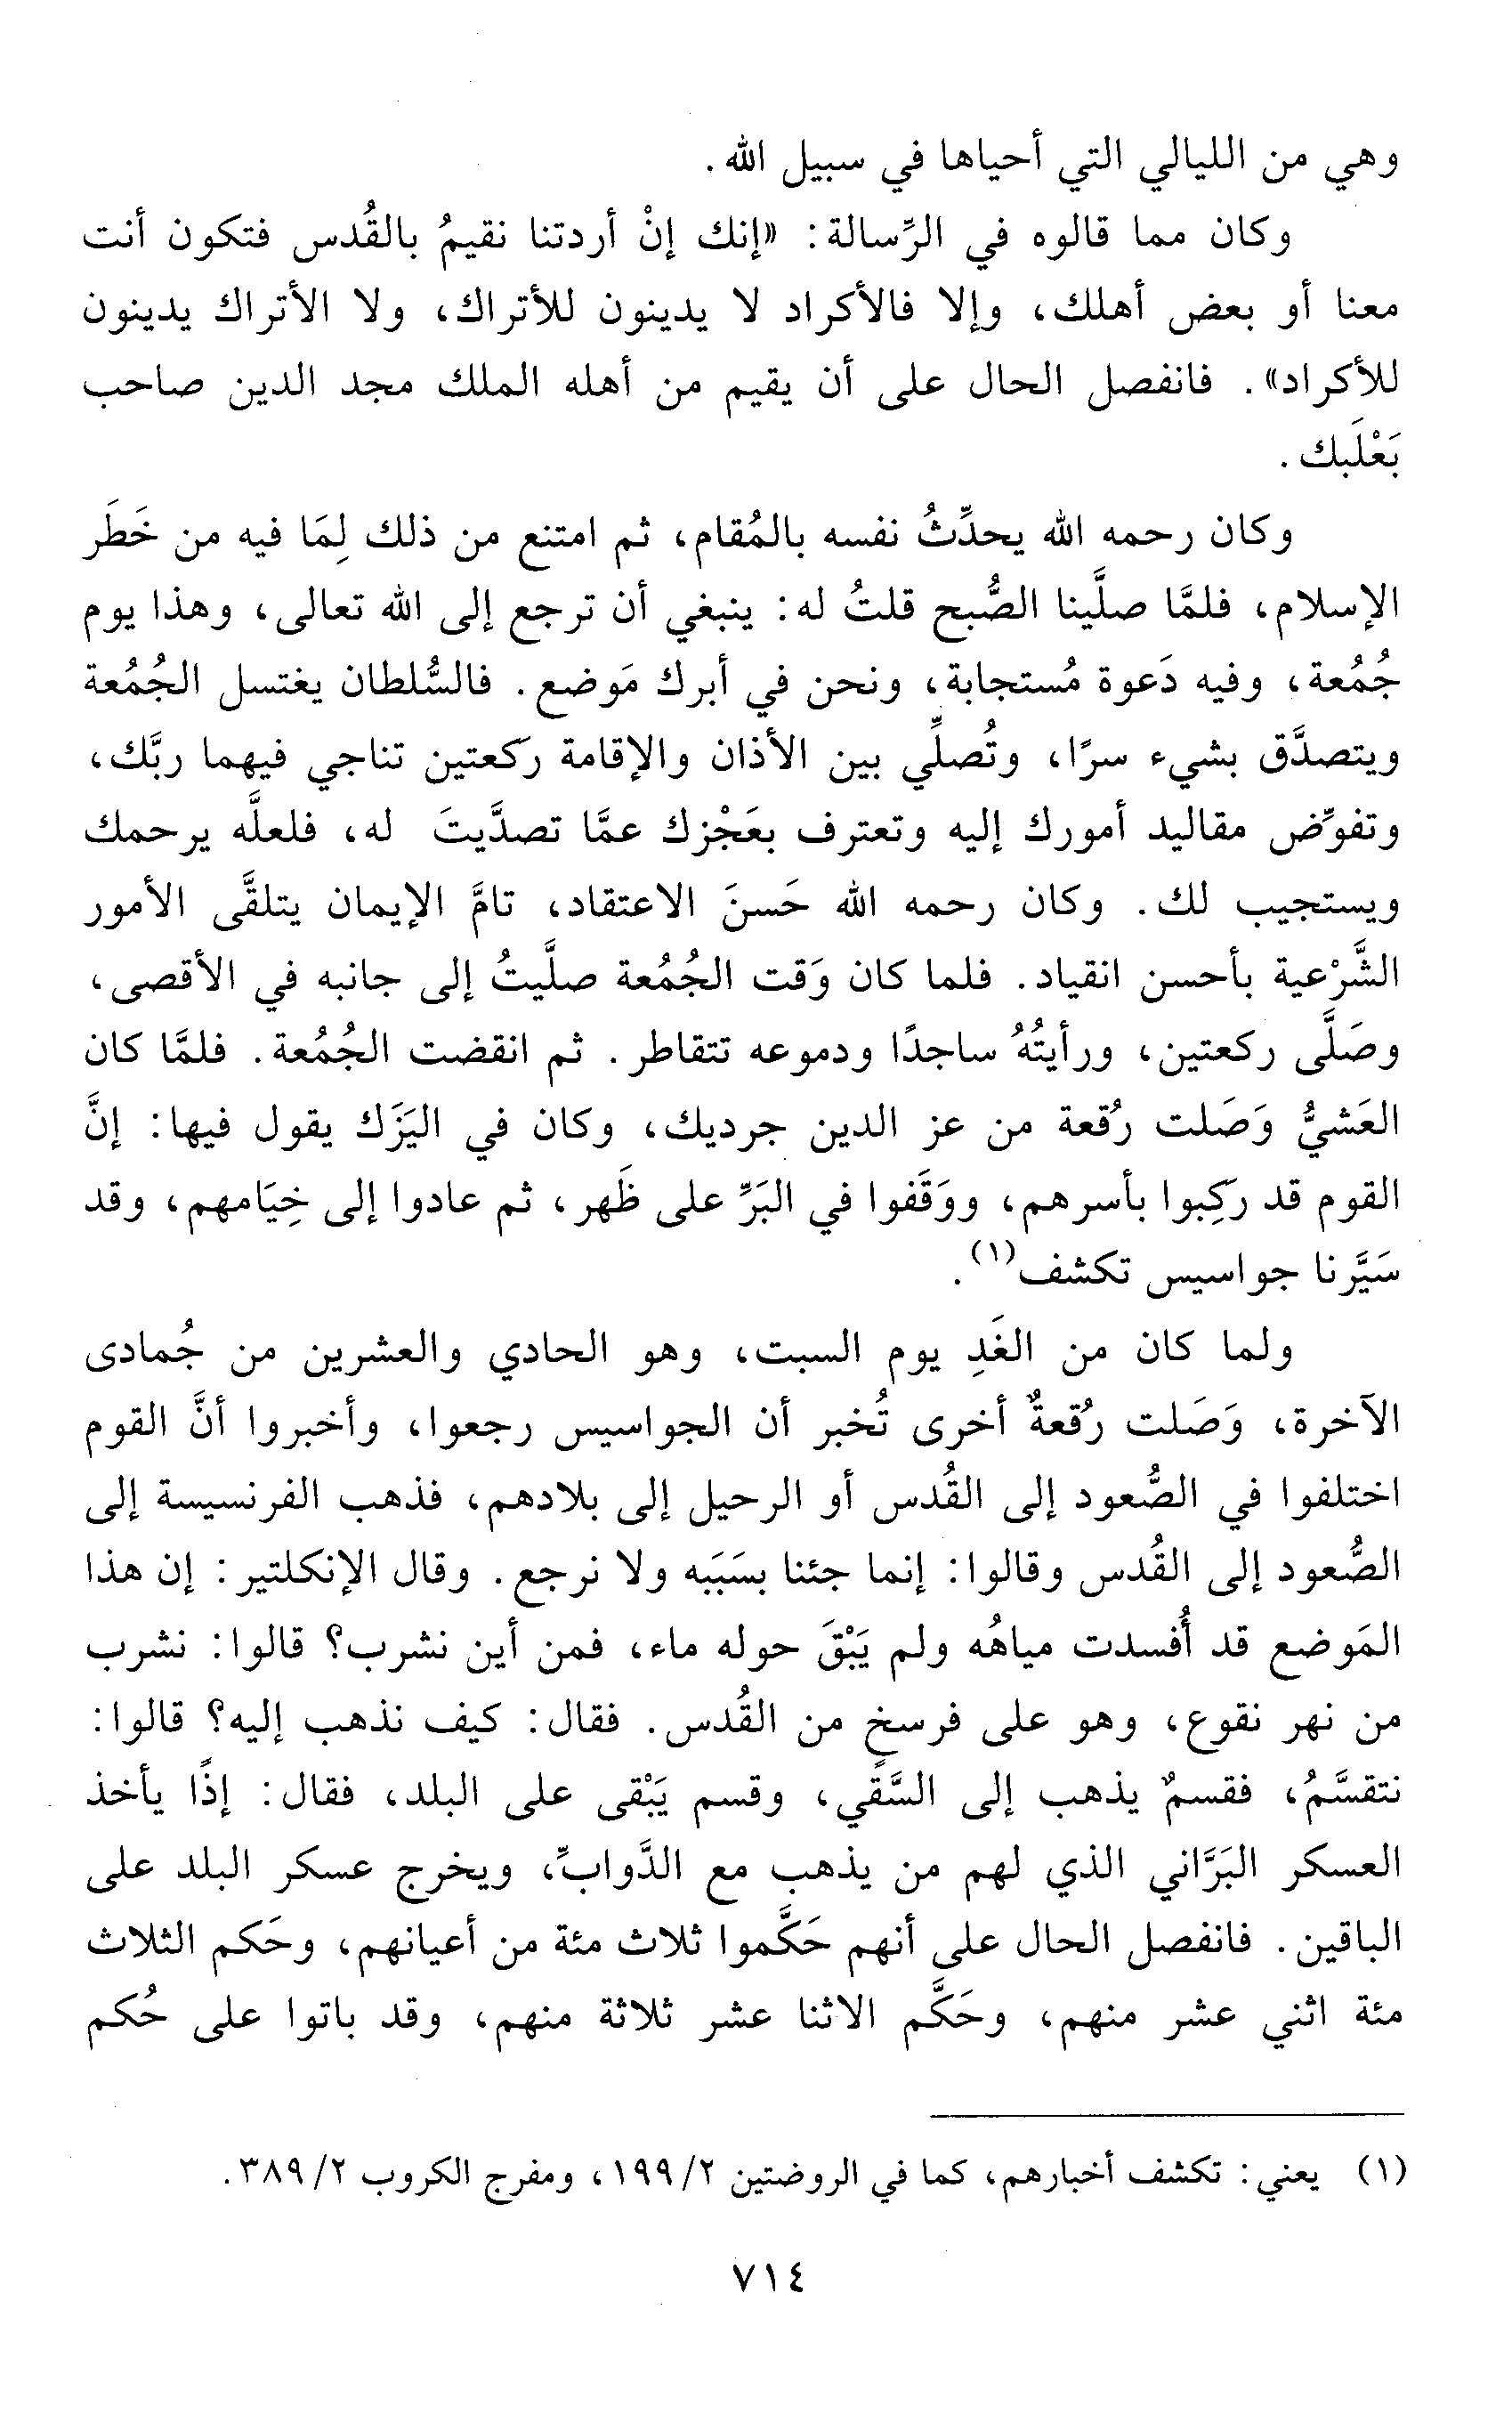 وهي من الليالي التي أحياها في سبيل الله.
وكان مما قالوه في الرِّسالة: «إنك إنْ أردتنا نقيمُ بالقُدس فتكون أنت
معنا أو بعض أهلك، وإلا فالأكراد لا يدينون للأتراك، ولا الأتراك يدينون
للأكراد». فانفصل الحال على أن يقيم من أهله الملك مجد الدين صاحب
بَعْلَبك.
وكان رحمه الله يحدِّثُ نفسه بالمُقام، ثم امتنع من ذلك لِمَا فيه من خَطَر
الإسلام، فلمَّا صلَّينا الصُّبح قلتُ له: ينبغي أن ترجع إلى الله تعالى، وهذا يوم
جُمُعة، وفيه دَعوة مُستجابة، ونحن في أبرك مَوضع. فالسُّلطان يغتسل الجُمُعة
ويتصدَّق بشيء سرًا، وتُصلِّي بين الأذان والإقامة ركعتين تناجي فيهما ربَّك،
وتفوِّض مقاليد أمورك إليه وتعترف بعَجْزك عمَّا تصدَّيتَ له، فلعلَّه يرحمك
ويستجيب لك. وكان رحمه الله حَسنَ الاعتقاد، تامَّ الإيمان يتلقَّى الأمور
الشَّرْعية بأحسن انقياد. فلما كان وَقت الجُمُعة صلَّيتُ إلى جانبه في الأقصى،
وصَلَّى ركعتين، ورأيتُهُ ساجدًا ودموعه تتقاطر. ثم انقضت الجُمُعة. فلمَّا كان
العَشيُّ وَصَلت رُقعة من عز الدين جرديك، وكان في اليَزَك يقول فيها: إنَّ
القوم قد ركِبوا بأسرهم، ووَقَفوا في البَرِّ على ظَهر، ثم عادوا إلى خِيَامهم، وقد
سَيَّرنا جواسيس تكشف(١).
ولما كان من الغَدِ يوم السبت، وهو الحادي والعشرين من جُمادى
الآخرة، وَصَلت رُقعةٌ أخرى تُخبر أن الجواسيس رجعوا، وأخبروا أنَّ القوم
اختلفوا في الصُّعود إلى القُدس أو الرحيل إلى بلادهم، فذهب الفرنسيسة إلى
الصُّعود إلى القُدس وقالوا: إنما جئنا بسَبَبه ولا نرجع. وقال الإنكلتير: إن هذا
المَوضع قد أُفسدت مياهُه ولم يَبْقَ حوله ماء، فمن أين نشرب؟ قالوا: نشرب
من نهر نقوع، وهو على فرسخٍ من القُدس. فقال: كيف نذهب إليه؟ قالوا:
نتقسَّمُ، فقسمٌ يذهب إلى السَّقي، وقسم يَبْقى على البلد، فقال: إذًا يأخذ
العسكر البَرَّاني الذي لهم من يذهب مع الدَّوابِّ، ويخرج عسكر البلد على
الباقين. فانفصل الحال على أنهم حَكَّموا ثلاث مئة من أعيانهم، وحَكم الثلاث
مئة اثني عشر منهم، وحَكَّم الاثنا عشر ثلاثة منهم، وقد باتوا على حُكم
(١) يعني: تكشف أخبارهم، كما في الروضتين ٢/ ١٩٩، ومفرج الكروب ٢/ ٣٨٩.
٧١٤